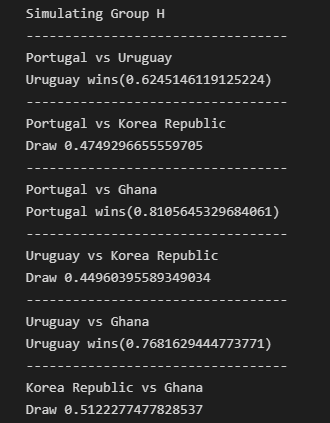 Simulating Group H
----------------------------------
Portugal vs Uruguay
Uruguay wins(0.6245146119125224)
----------------------------------
Portugal vs Korea Republic
Draw 0.4749296655559705
----------------------------------
Portugal vs Ghana
Portugal wins(0.8105645329684061)
----------------------------------
Uruguay vs Korea Republic
Draw 0.44960395589349034
----------------------------------
Uruguay vs Ghana
Uruguay wins(0.7681629444773771)
----------------------------------
Korea Republic vs Ghana
Draw 0.5122277477828537